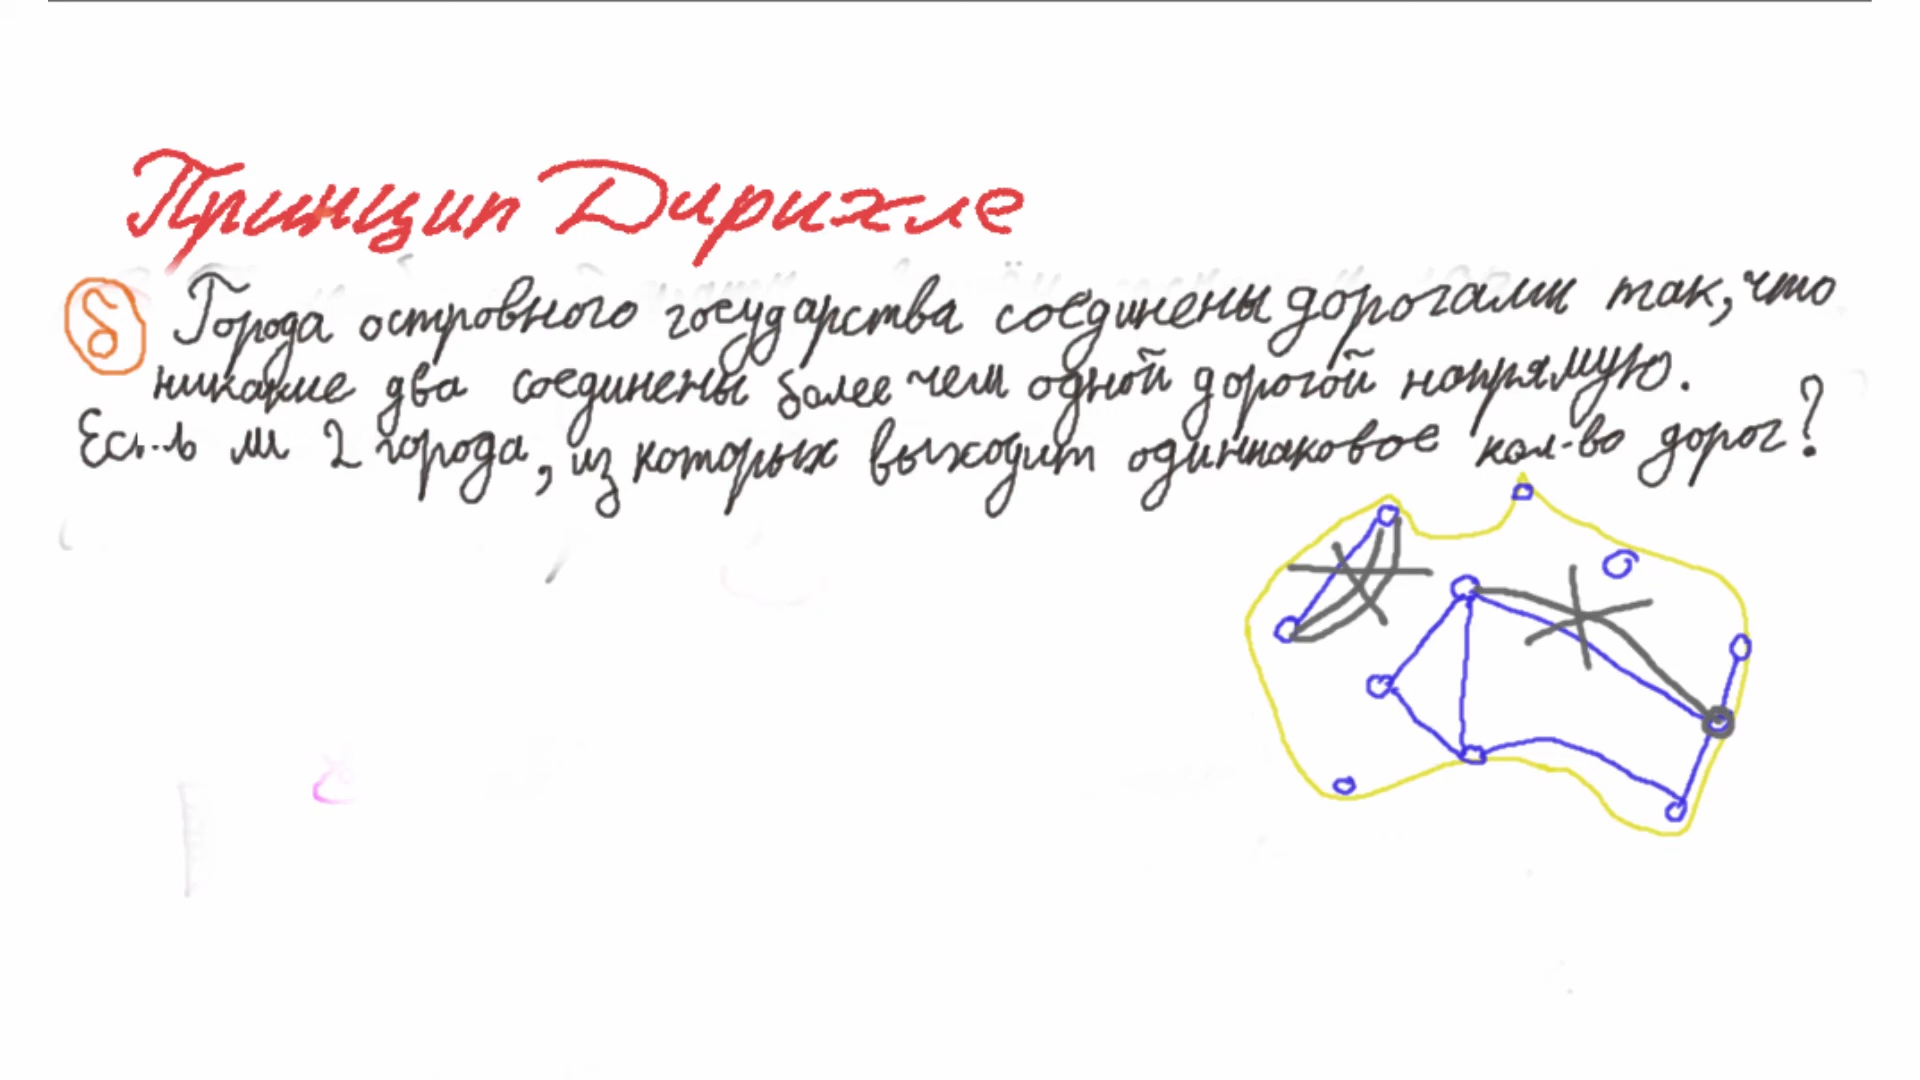 Принцип Дирихле
8 Города островного государства соединены дорогами так, что
никакие два соединены более чем одной дорогой напрямую.
Есть ли 2 города, из которых выходит одинаковое кол-во дорог?